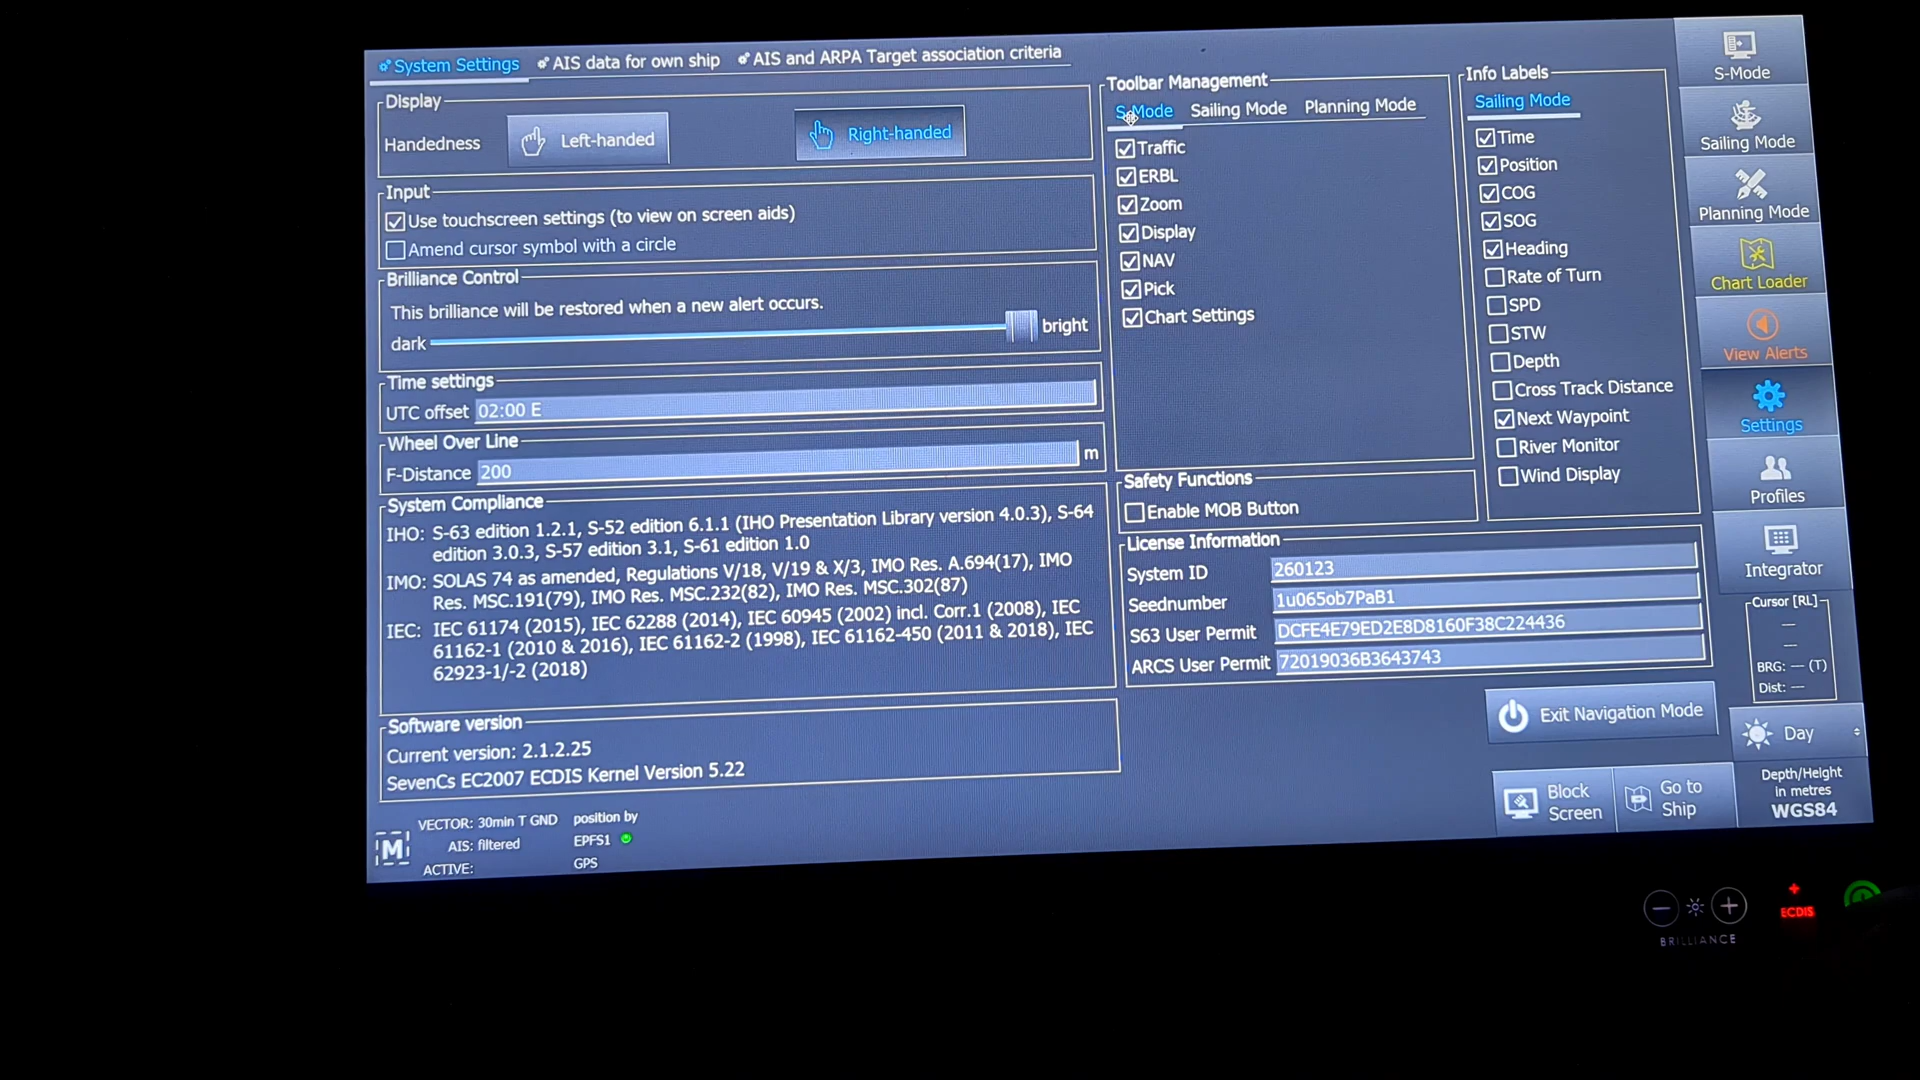 System Settings
AIS data for own ship
AIS and ARPA Target association criteria
Display
Handedness
Left-handed
Right-handed
Input
Use touchscreen settings (to view on screen aids)
Amend cursor symbol with a circle
Brilliance Control
This brilliance will be restored when a new alert occurs.
dark
bright
Time settings
UTC offset 02:00 E
Wheel Over Line
F-Distance 200 m
System Compliance
IHO: S-63 edition 1.2.1, S-52 edition 6.1.1 (IHO Presentation Library version 4.0.3), S-64
edition 3.0.3, S-57 edition 3.1, S-61 edition 1.0
IMO: SOLAS 74 as amended, Regulations V/18, V/19 & X/3, IMO Res. A.694(17), IMO
Res. MSC.191(79), IMO Res. MSC.232(82), IMO Res. MSC.302(87)
IEC: IEC 61174 (2015), IEC 62288 (2014), IEC 60945 (2002) incl. Corr.1 (2008), IEC
61162-1 (2010 & 2016), IEC 61162-2 (1998), IEC 61162-450 (2011 & 2018), IEC
62923-1/-2 (2018)
Software version
Current version: 2.1.2.25
SevenCs EC2007 ECDIS Kernel Version 5.22
M
VECTOR: 30min T GND
AIS: filtered
ACTIVE:
position by
EPFS1
GPS
Toolbar Management
S-Mode
Sailing Mode
Planning Mode
Traffic
ERBL
Zoom
Display
NAV
Pick
Chart Settings
Safety Functions
Enable MOB Button
Info Labels
Sailing Mode
Time
Position
COG
SOG
Heading
Rate of Turn
SPD
STW
Depth
Cross Track Distance
Next Waypoint
River Monitor
Wind Display
License Information
System ID 260123
Seednumber 1u065ob7PaB1
S63 User Permit DCFE4E79ED2E8D8160F38C224436
ARCS User Permit 72019036B3643743
Exit Navigation Mode
Block
Screen
Go to
Ship
S-Mode
Sailing Mode
Planning Mode
Chart Loader
View Alerts
Settings
Profiles
Integrator
Cursor [RL]
—
—
BRG: — (T)
Dist: —
Day
Depth/Height
in metres
WGS84
BRILLIANCE
ECDIS